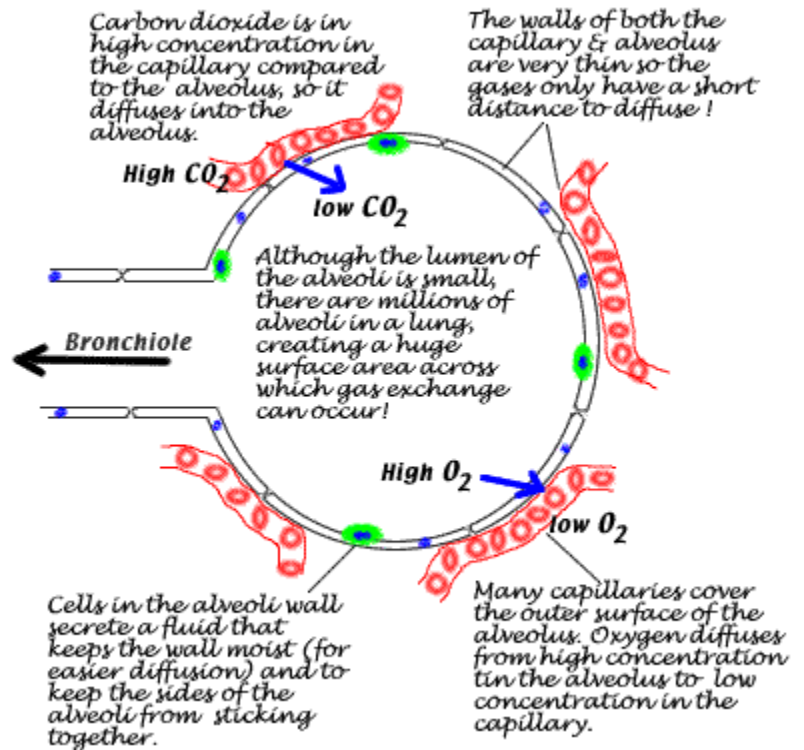 Carbon dioxide is in
high concentration in
the capillary compared
to the alveolus, so it
diffuses into the
alveolus.
The walls of both the
capillary & alveolus
are very thin so the
gases only have a short
distance to diffuse !
High CO2
low CO2
Although the lumen of
the alveoli is small,
there are millions of
alveoli in a lung,
creating a huge
surface area across
which gas exchange
can occur!
Bronchiole
High O2
low O2
Cells in the alveoli wall
secrete a fluid that
keeps the wall moist (for
easier diffusion) and to
keep the sides of the
alveoli from sticking
together.
Many capillaries cover
the outer surface of the
alveolus. Oxygen diffuses
from high concentration
tin the alveolus to low
concentration in the
capillary.